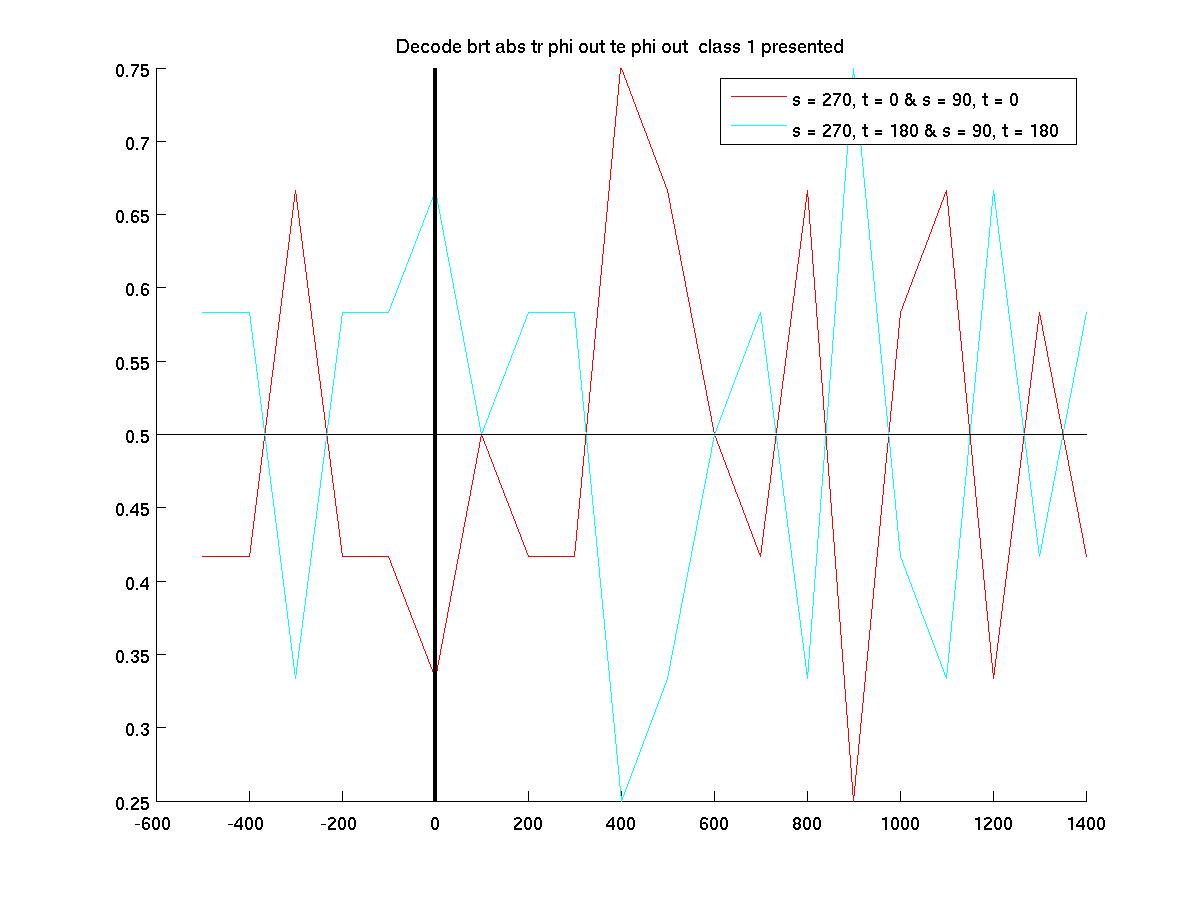 Decode brt abs tr phi out te phi out  class 1 presented
s = 270, t = 0 & s = 90, t = 0
s = 270, t = 180 & s = 90, t = 180
0.75
0.7
0.65
0.6
0.55
0.5
0.45
0.4
0.35
0.3
0.25
-600 -400 -200 0 200 400 600 800 1000 1200 1400